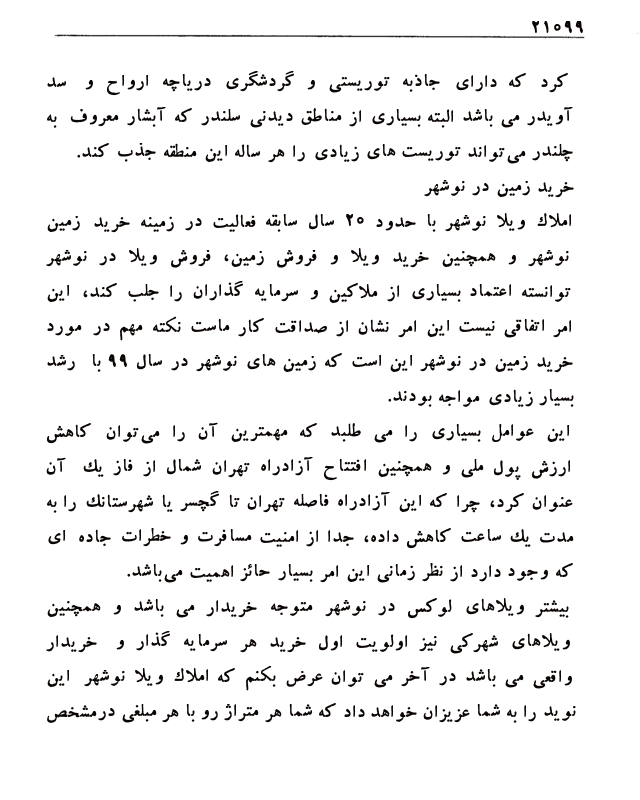 ۲۱۰۹۹
کرد که دارای جاذبه توریستی و گردشگری دریاچه ارواح و سد
آویدر می باشد البته بسیاری از مناطق دیدنی سلندر که آبشار معروف به
چلندر می‌تواند توریست های زیادی را هر ساله این منطقه جذب کند.
خرید زمین در نوشهر
املاک ویلا نوشهر با حدود ۲۵ سال سابقه فعالیت در زمینه خرید زمین
نوشهر و همچنین خرید ویلا و فروش زمین، فروش ویلا در نوشهر
توانسته اعتماد بسیاری از ملاکین و سرمایه گذاران را جلب کند، این
امر اتفاقی نیست این امر نشان از صداقت کار ماست نکته مهم در مورد
خرید زمین در نوشهر این است که زمین های نوشهر در سال ۹۹ با رشد
بسیار زیادی مواجه بودند.
این عوامل بسیاری را می طلبد که مهمترین آن را می‌توان کاهش
ارزش پول ملی و همچنین افتتاح آزادراه تهران شمال از فاز یک آن
عنوان کرد، چرا که این آزادراه فاصله تهران تا گچسر یا شهرستانک را به
مدت یک ساعت کاهش داده، جدا از امنیت مسافرت و خطرات جاده ای
که وجود دارد از نظر زمانی این امر بسیار حائز اهمیت می‌باشد.
بیشتر ویلاهای لوکس در نوشهر متوجه خریدار می باشد و همچنین
ویلاهای شهرکی نیز اولویت اول خرید هر سرمایه گذار و خریدار
واقعی می باشد در آخر می توان عرض بکنم که املاک ویلا نوشهر این
نوید را به شما عزیزان خواهد داد که شما هر متراژ رو با هر مبلغی درمشخص